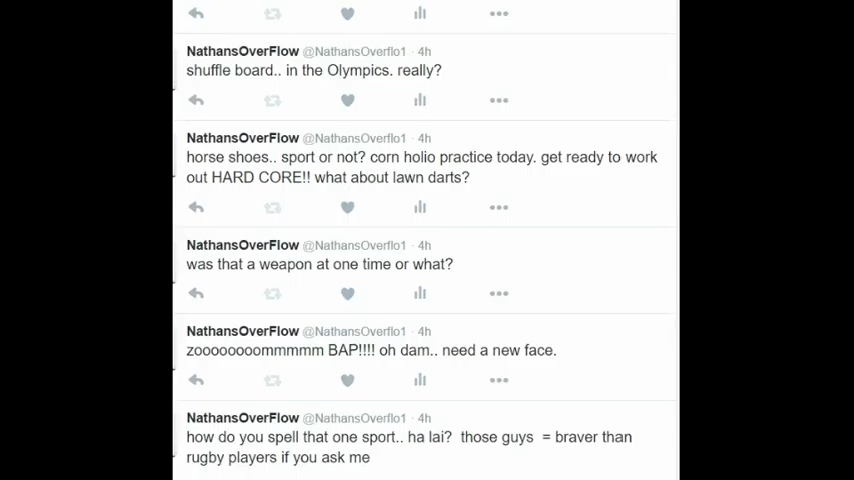 NathansOverFlow @NathansOverflo1 · 4h
shuffle board.. in the Olympics. really?
NathansOverFlow @NathansOverflo1 · 4h
horse shoes.. sport or not? corn holio practice today. get ready to work
out HARD CORE!! what about lawn darts?
NathansOverFlow @NathansOverflo1 · 4h
was that a weapon at one time or what?
NathansOverFlow @NathansOverflo1 · 4h
zoooooooommmmm BAP!!!! oh dam.. need a new face.
NathansOverFlow @NathansOverflo1 · 4h
how do you spell that one sport.. ha lai? those guys = braver than
rugby players if you ask me